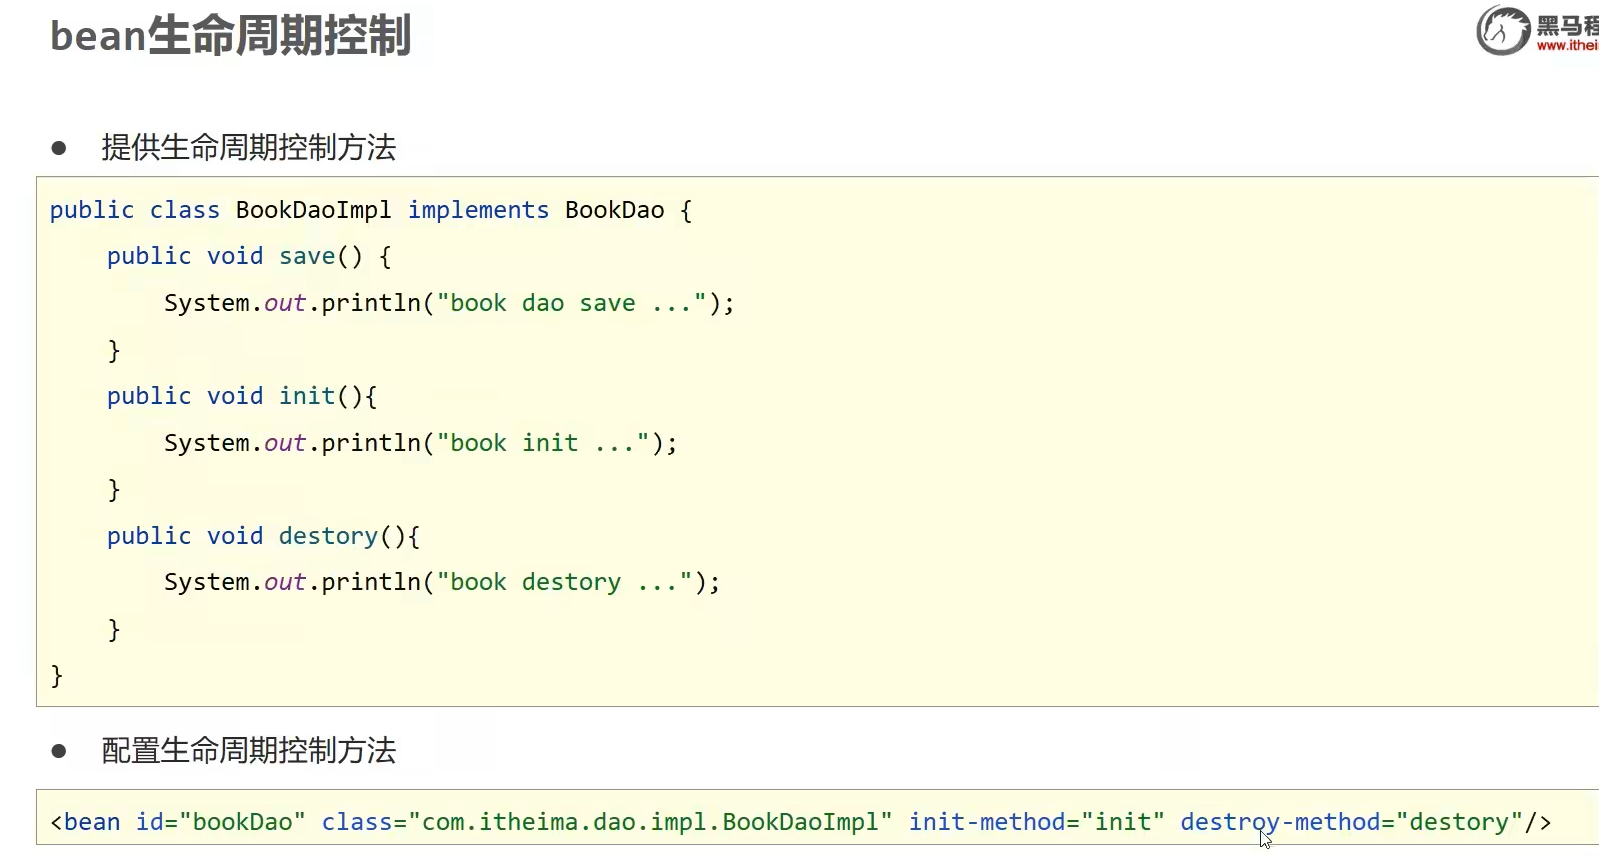 bean生命周期控制
黑马程
www.ithei
● 提供生命周期控制方法
public class BookDaoImpl implements BookDao {
    public void save() {
        System.out.println("book dao save ...");
    }
    public void init(){
        System.out.println("book init ...");
    }
    public void destory(){
        System.out.println("book destory ...");
    }
}
● 配置生命周期控制方法
<bean id="bookDao" class="com.itheima.dao.impl.BookDaoImpl" init-method="init" destroy-method="destory"/>